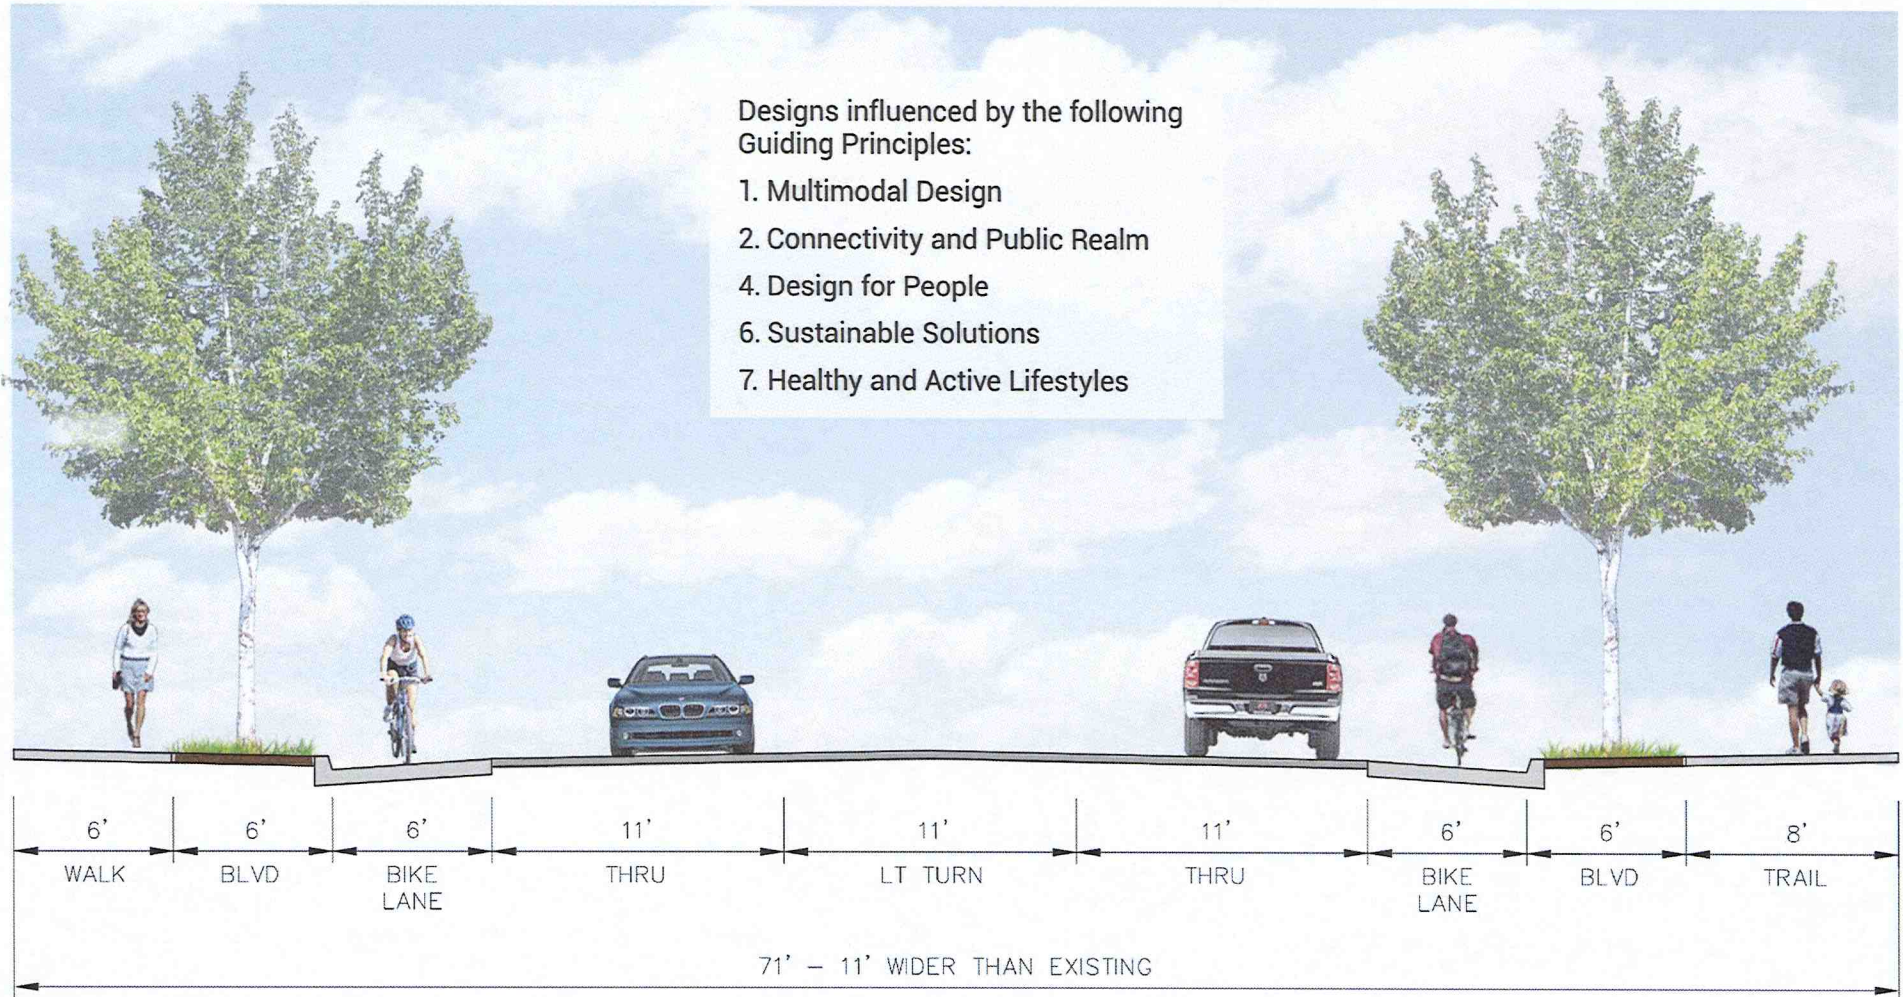 Designs influenced by the following
Guiding Principles:
1. Multimodal Design
2. Connectivity and Public Realm
4. Design for People
6. Sustainable Solutions
7. Healthy and Active Lifestyles
6' 6' 6' 11' 11' 11' 6' 6' 8'
WALK BLVD BIKE THRU LT TURN THRU BIKE BLVD TRAIL
LANE LANE
71' – 11' WIDER THAN EXISTING